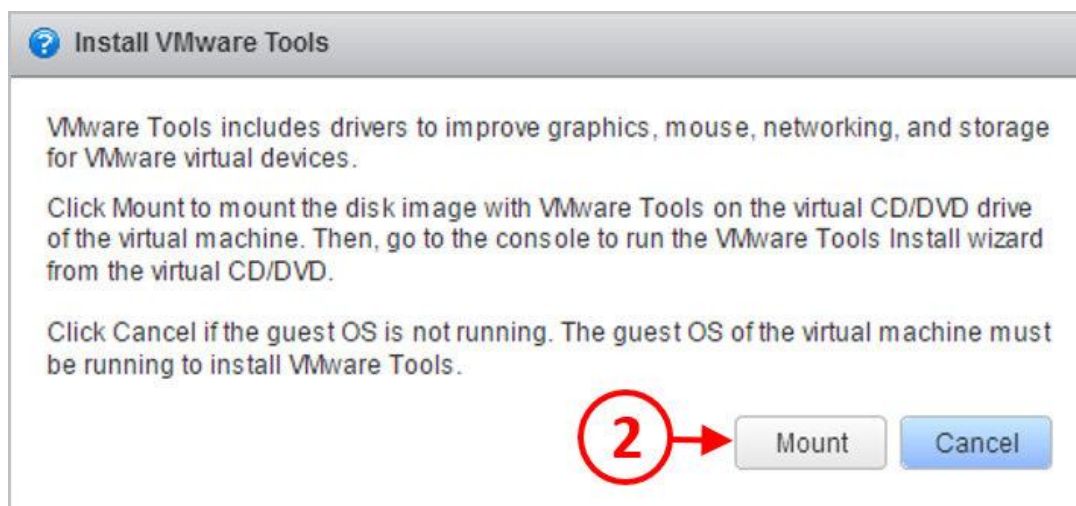 Install VMware Tools
VMware Tools includes drivers to improve graphics, mouse, networking, and storage
for VMware virtual devices.
Click Mount to mount the disk image with VMware Tools on the virtual CD/DVD drive
of the virtual machine. Then, go to the console to run the VMware Tools Install wizard
from the virtual CD/DVD.
Click Cancel if the guest OS is not running. The guest OS of the virtual machine must
be running to install VMware Tools.
2 Mount Cancel